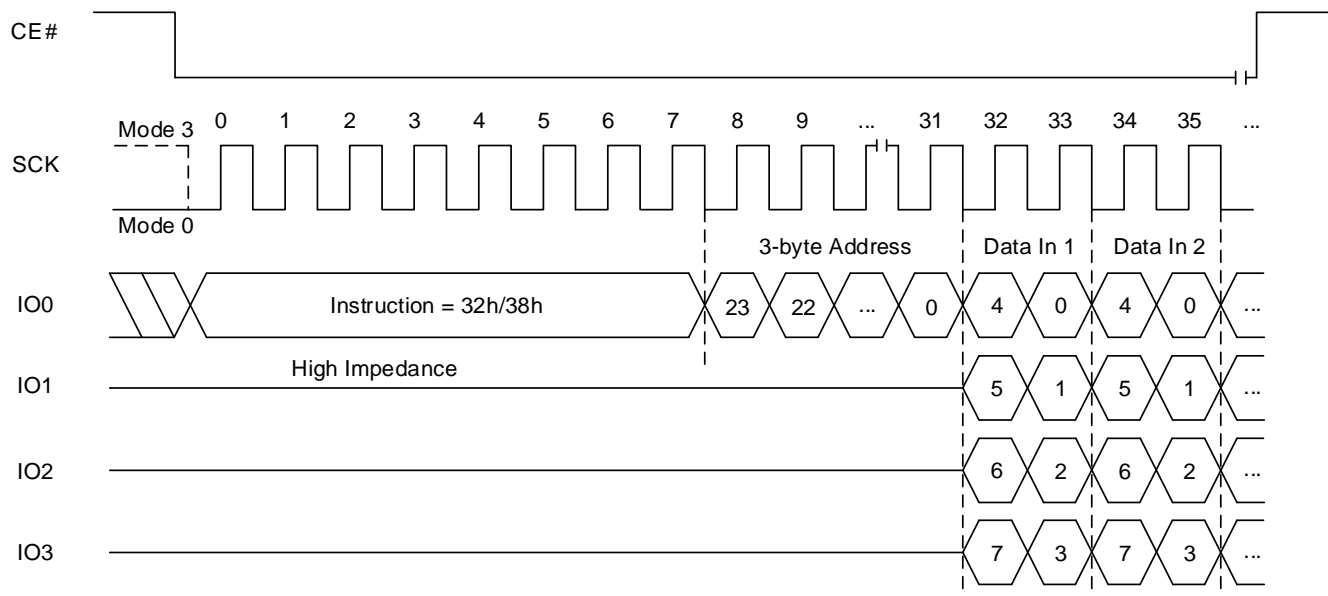 CE#
Mode 3
0 1 2 3 4 5 6 7 8 9 ... 31 32 33 34 35 ...
SCK
Mode 0
3-byte Address Data In 1 Data In 2
IO0 Instruction = 32h/38h 23 22 ... 0 4 0 4 0 ...
High Impedance
IO1 5 1 5 1 ...
IO2 6 2 6 2 ...
IO3 7 3 7 3 ...